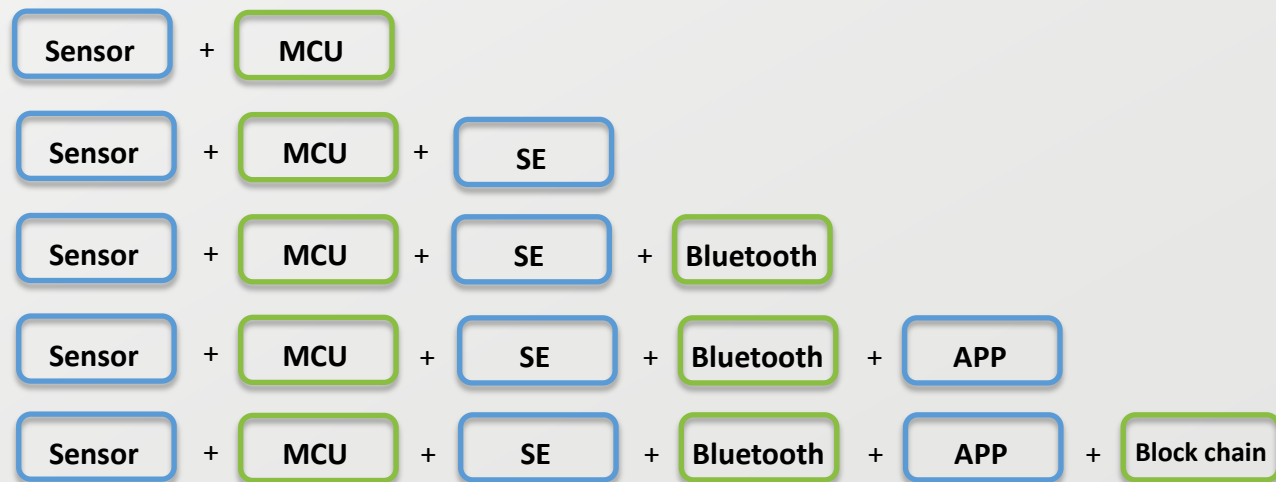 Sensor + MCU
Sensor + MCU + SE
Sensor + MCU + SE + Bluetooth
Sensor + MCU + SE + Bluetooth + APP
Sensor + MCU + SE + Bluetooth + APP + Block chain